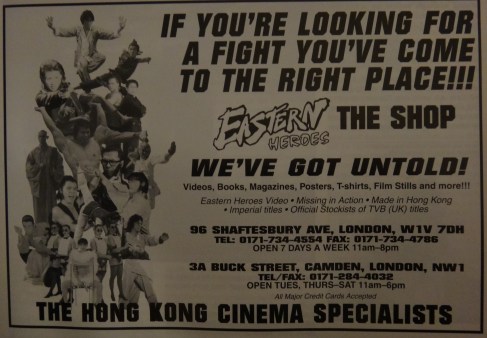 IF YOU'RE LOOKING FOR
A FIGHT YOU'VE COME
TO THE RIGHT PLACE!!!
EASTERN HEROES THE SHOP
WE'VE GOT UNTOLD!
Videos, Books, Magazines, Posters, T-shirts, Film Stills and more!!!
Eastern Heroes Video • Missing in Action • Made in Hong Kong
• Imperial titles • Official Stockists of TVB (UK) titles
96 SHAFTESBURY AVE, LONDON, W1V 7DH
TEL: 0171-734-4554 FAX: 0171-734-4786
OPEN 7 DAYS A WEEK 11am–8pm
3A BUCK STREET, CAMDEN, LONDON, NW1
TEL/FAX: 0171-284-4032
OPEN TUES, THURS–SAT 11am–6pm
All Major Credit Cards Accepted
THE HONG KONG CINEMA SPECIALISTS